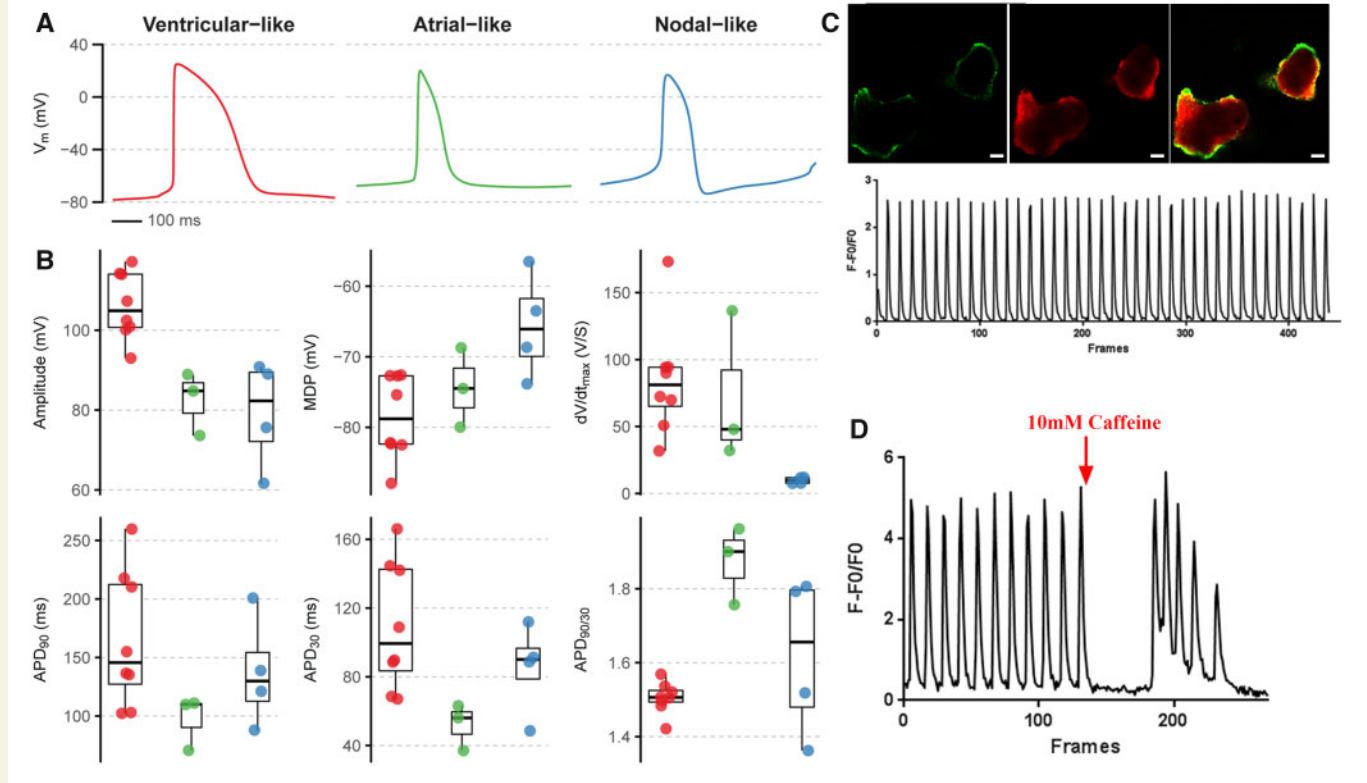 A
Ventricular−like
Atrial−like
Nodal−like
40
0
−40
−80
Vm (mV)
100 ms
B
Amplitude (mV)
100
80
60
MDP (mV)
−60
−70
−80
dV/dtmax (V/S)
150
100
50
0
APD90 (ms)
250
200
150
100
APD30 (ms)
160
120
80
40
APD90/30
1.8
1.6
1.4
C
3
2
1
0
F-F0/F0
0
100
200
300
400
Frames
D
10mM Caffeine
6
4
2
0
F-F0/F0
0
100
200
Frames